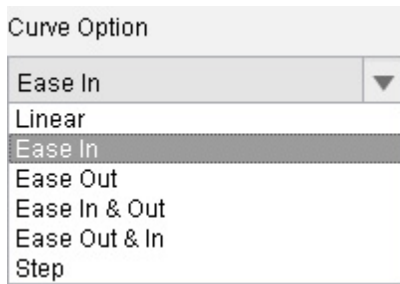 Curve Option
Ease In
Linear
Ease In
Ease Out
Ease In & Out
Ease Out & In
Step